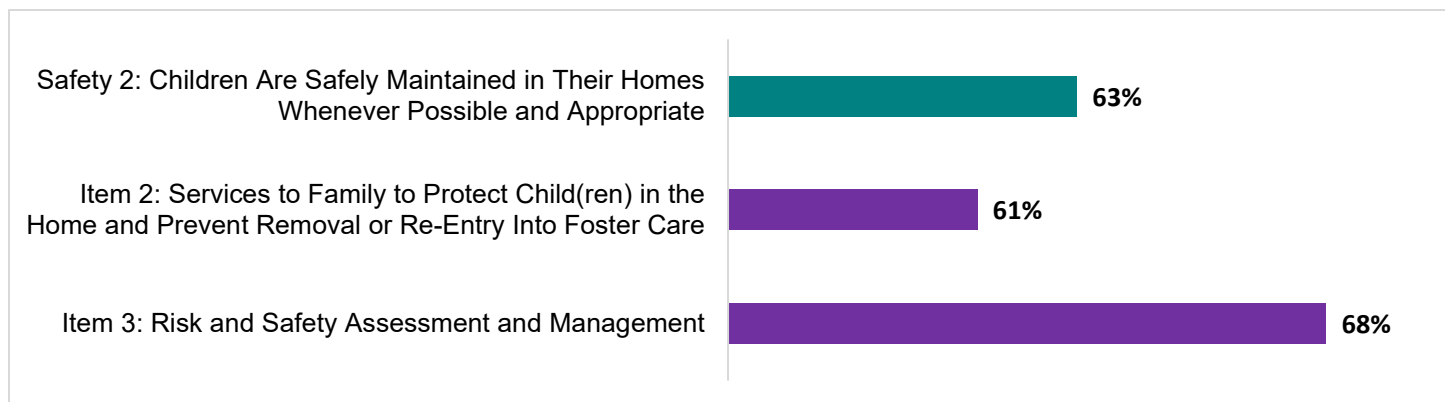 Safety 2: Children Are Safely Maintained in Their Homes
Whenever Possible and Appropriate
63%
Item 2: Services to Family to Protect Child(ren) in the
Home and Prevent Removal or Re-Entry Into Foster Care
61%
Item 3: Risk and Safety Assessment and Management
68%